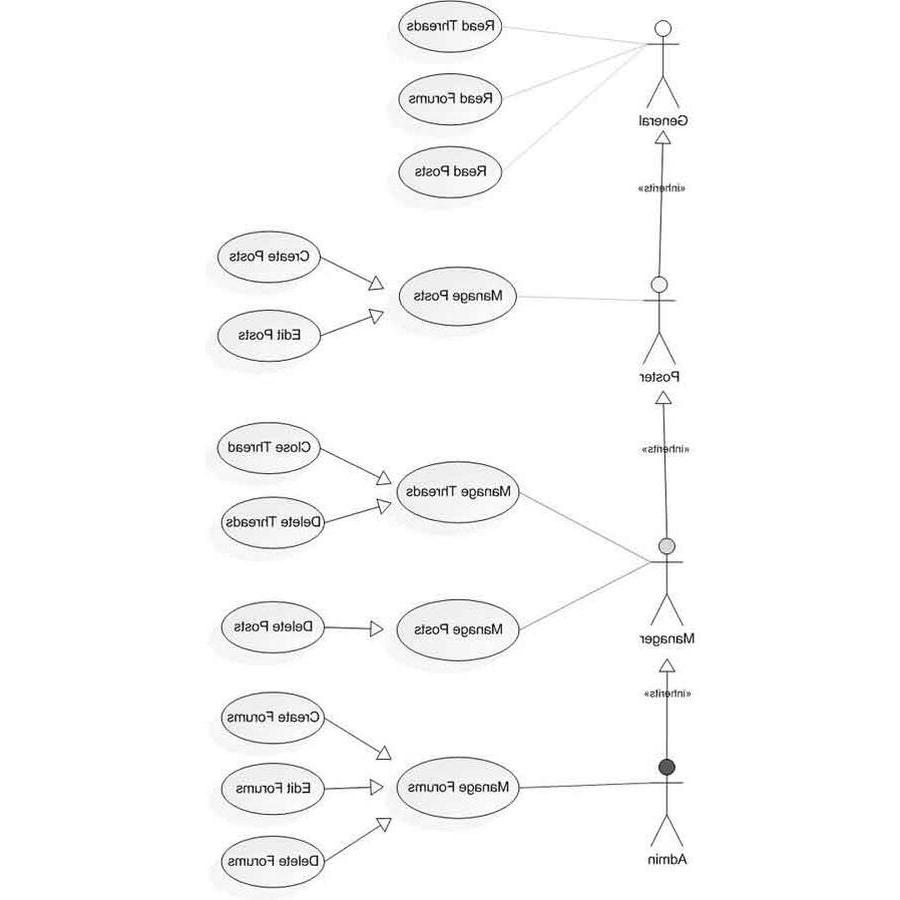 Read Threads
General
Read Forums
Read Posts
«inherits»
Create Posts
Manage Posts
Edit Posts
Poster
«inherits»
Close Thread
Manage Threads
Delete Threads
Manager
Delete Posts
Manage Posts
«inherits»
Create Forums
Edit Forums
Manage Forums
Delete Forums
Admin